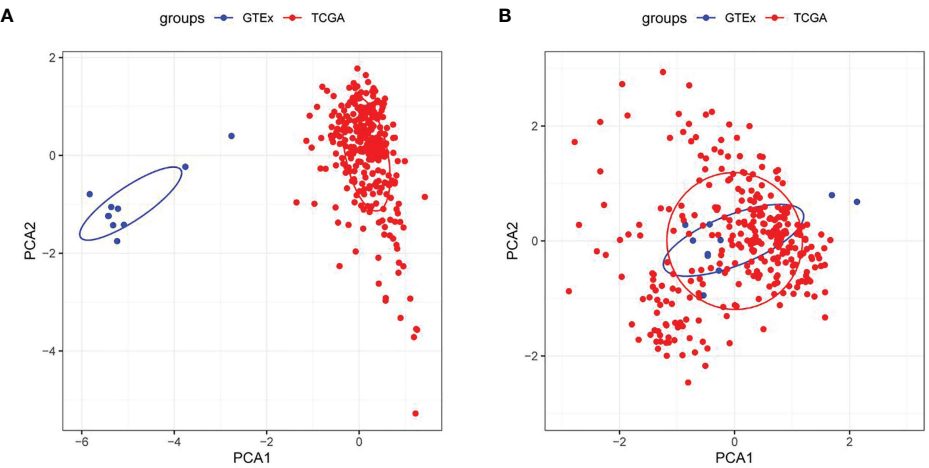 A
groups GTEx TCGA
2
0
−2
−4
PCA2
−6 −4 −2 0
PCA1
B
groups GTEx TCGA
2
0
−2
PCA2
−2 0 2
PCA1